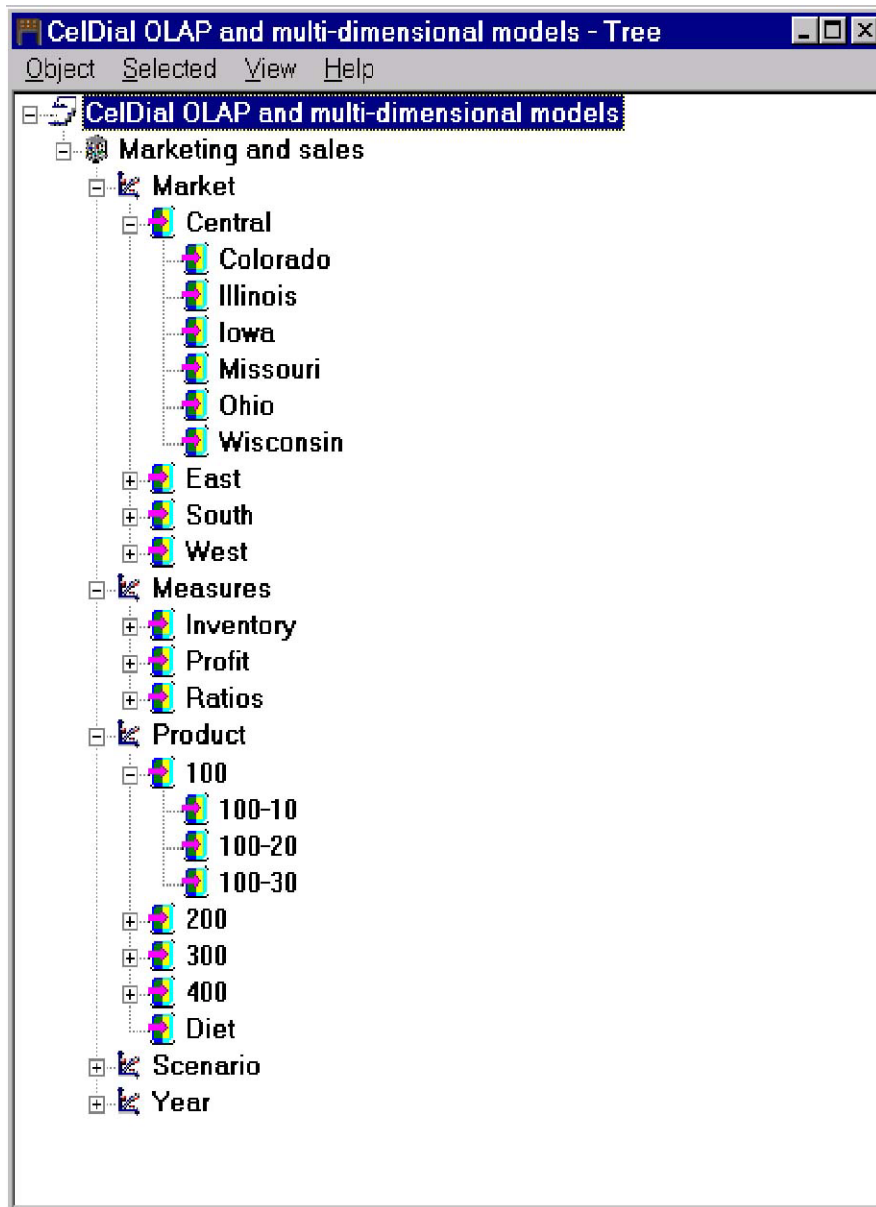 CelDial OLAP and multi-dimensional models - Tree
Object Selected View Help
CelDial OLAP and multi-dimensional models
Marketing and sales
Market
Central
Colorado
Illinois
Iowa
Missouri
Ohio
Wisconsin
East
South
West
Measures
Inventory
Profit
Ratios
Product
100
100-10
100-20
100-30
200
300
400
Diet
Scenario
Year